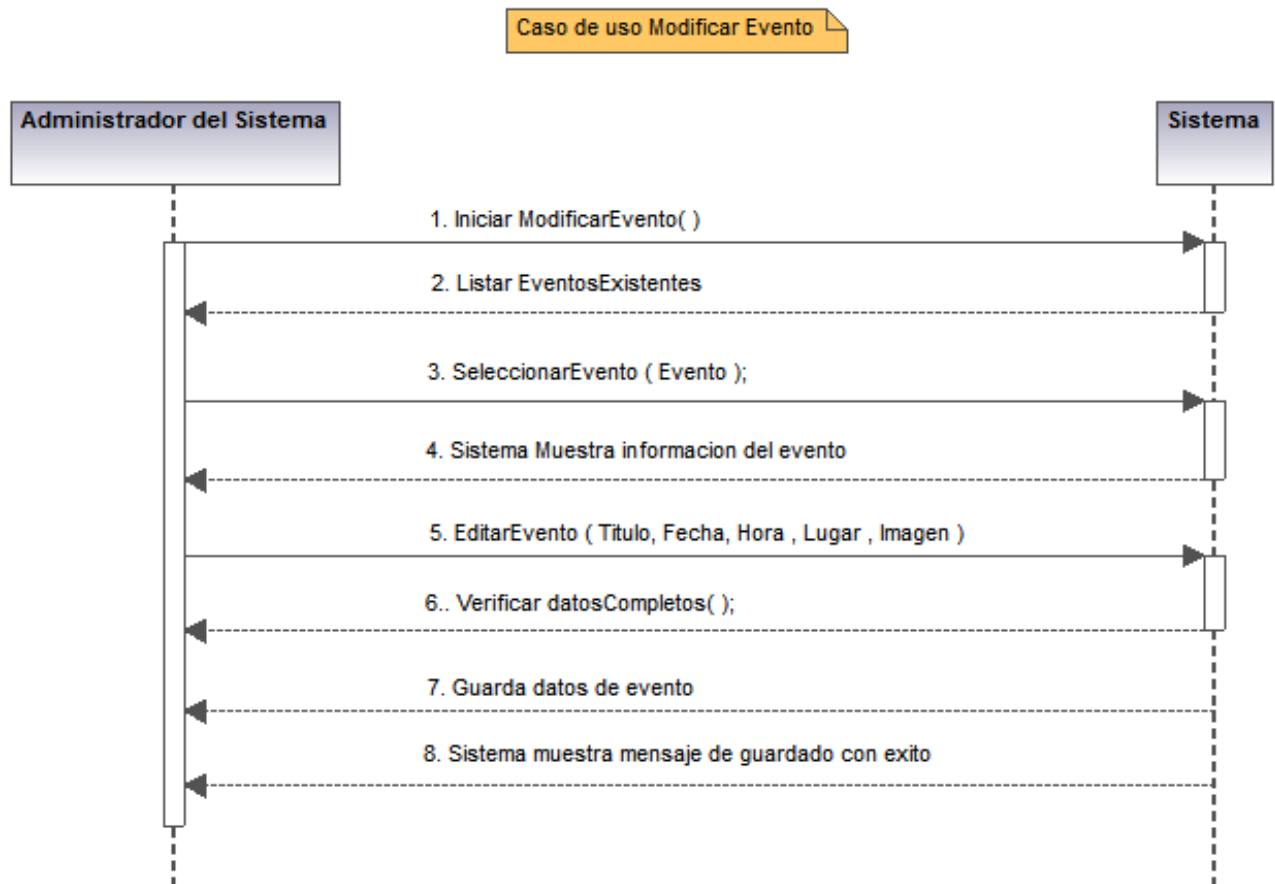 Caso de uso Modificar Evento
Administrador del Sistema
Sistema
1. Iniciar ModificarEvento( )
2. Listar EventosExistentes
3. SeleccionarEvento ( Evento );
4. Sistema Muestra informacion del evento
5. EditarEvento ( Titulo, Fecha, Hora , Lugar , Imagen )
6.. Verificar datosCompletos( );
7. Guarda datos de evento
8. Sistema muestra mensaje de guardado con exito